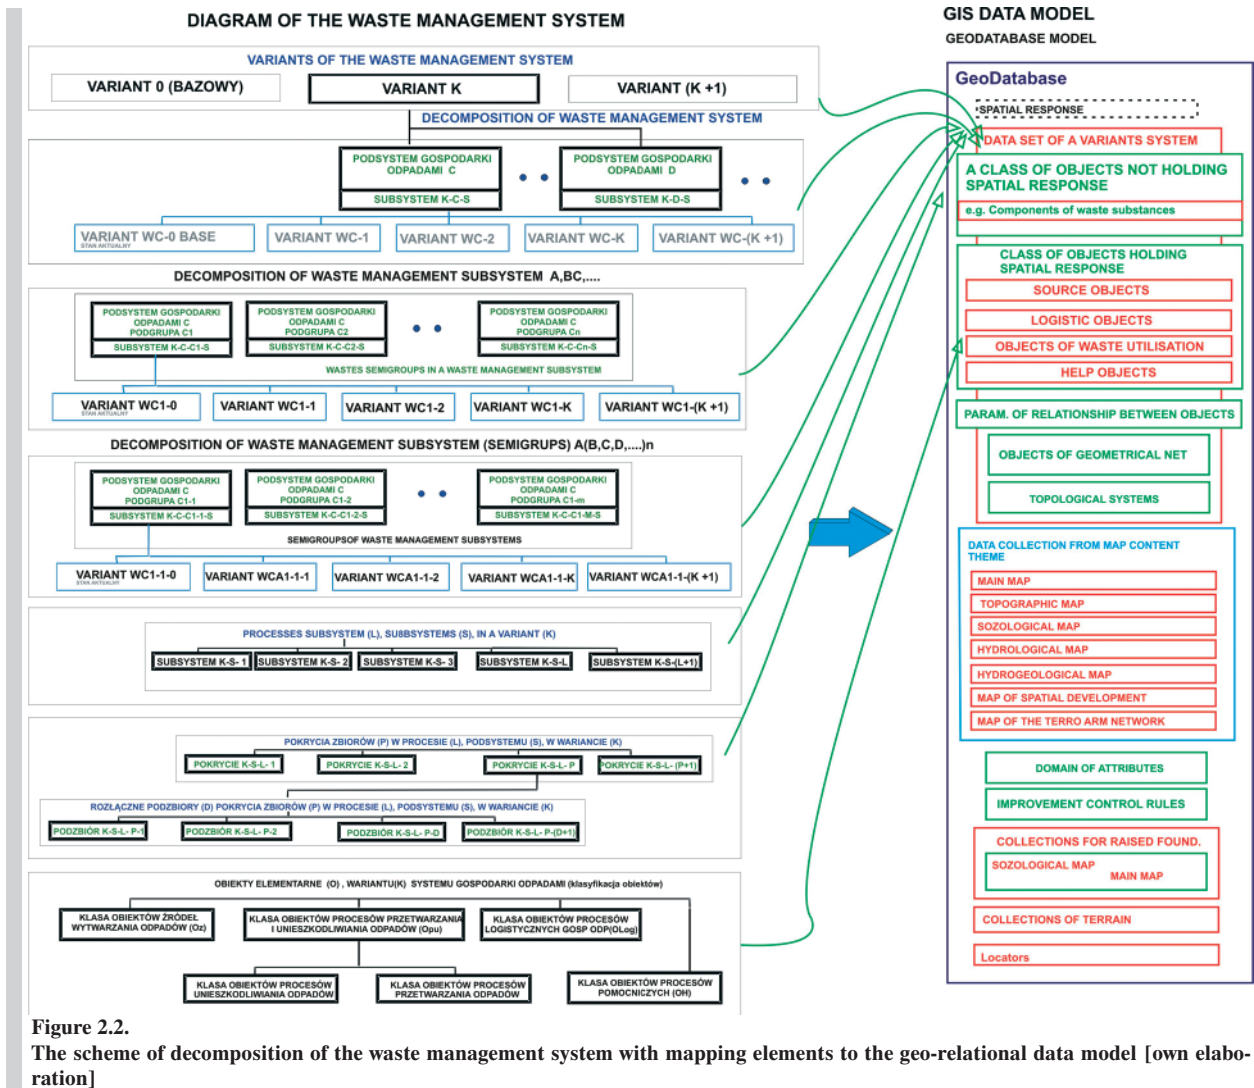 DIAGRAM OF THE WASTE MANAGEMENT SYSTEM
VARIANTS OF THE WASTE MANAGEMENT SYSTEM
VARIANT 0 (BAZOWY)
VARIANT K
VARIANT (K +1)
DECOMPOSITION OF WASTE MANAGEMENT SYSTEM
PODSYSTEM GOSPODARKI
ODPADAMI C
SUBSYSTEM K-C-S
PODSYSTEM GOSPODARKI
ODPADAMI D
SUBSYSTEM K-D-S
VARIANT WC-0 BASE
STAN AKTUALNY
VARIANT WC-1
VARIANT WC-2
VARIANT WC-K
VARIANT WC-(K +1)
DECOMPOSITION OF WASTE MANAGEMENT SUBSYSTEM A,BC,....
PODSYSTEM GOSPODARKI
ODPADAMI C
PODGRUPA C1
SUBSYSTEM K-C-C1-S
PODSYSTEM GOSPODARKI
ODPADAMI C
PODGRUPA C2
SUBSYSTEM K-C-C2-S
PODSYSTEM GOSPODARKI
ODPADAMI C
PODGRUPA Cn
SUBSYSTEM K-C-Cn-S
WASTES SEMIGROUPS IN A WASTE MANAGEMENT SUBSYSTEM
VARIANT WC1-0
STAN AKTUALNY
VARIANT WC1-1
VARIANT WC1-2
VARIANT WC1-K
VARIANT WC1-(K +1)
DECOMPOSITION OF WASTE MANAGEMENT SUBSYSTEM (SEMIGRUPS) A(B,C,D,....)n
PODSYSTEM GOSPODARKI
ODPADAMI C
PODGRUPA C1-1
SUBSYSTEM K-C-C1-1-S
PODSYSTEM GOSPODARKI
ODPADAMI C
PODGRUPA C1-2
SUBSYSTEM K-C-C1-2-S
PODSYSTEM GOSPODARKI
ODPADAMI C
PODGRUPA C1-m
SUBSYSTEM K-C-C1-M-S
SEMIGROUPSOF WASTE MANAGEMENT SUBSYSTEMS
VARIANT WC1-1-0
STAN AKTUALNY
VARIANT WCA1-1-1
VARIANT WCA1-1-2
VARIANT WCA1-1-K
VARIANT WCA1-1-(K +1)
PROCESSES SUBSYSTEM (L), SU8BSYSTEMS (S), IN A VARIANT (K)
SUBSYSTEM K-S- 1
SUBSYSTEM K-S- 2
SUBSYSTEM K-S- 3
SUBSYSTEM K-S-L
SUBSYSTEM K-S-(L+1)
POKRYCIA ZBIORÓW (P) W PROCESIE (L), PODSYSTEMU (S), W WARIANCIE (K)
POKRYCIE K-S-L- 1
POKRYCIE K-S-L- 2
POKRYCIE K-S-L- P
POKRYCIE K-S-L- (P+1)
ROZŁĄCZNE PODZBIORY (D) POKRYCIA ZBIORÓW (P) W PROCESIE (L), PODSYSTEMU (S), W WARIANCIE (K)
PODZBIÓR K-S-L- P-1
PODZBIÓR K-S-L- P-2
PODZBIÓR K-S-L- P-D
PODZBIÓR K-S-L- P-(D+1)
OBIEKTY ELEMENTARNE (O) , WARIANTU(K) SYSTEMU GOSPODARKI ODPADAMI (klasyfikacja obiektów)
KLASA OBIEKTÓW ŹRÓDEŁ
WYTWARZANIA ODPADÓW (Oz)
KLASA OBIEKTÓW PROCESÓW PRZETWARZANIA
I UNIESZKODLIWIANIA ODPADÓW (Opu)
KLASA OBIEKTÓW PROCESÓW
LOGISTYCZNYCH GOSP ODP(OLog)
KLASA OBIEKTÓW PROCESÓW
UNIESZKODLIWIANIA ODPADÓW
KLASA OBIEKTÓW PROCESÓW
PRZETWARZANIA ODPADÓW
KLASA OBIEKTÓW PROCESÓW
POMOCNICZYCH (OH)
GIS DATA MODEL
GEODATABASE MODEL
GeoDatabase
SPATIAL RESPONSE
DATA SET OF A VARIANTS SYSTEM
A CLASS OF OBJECTS NOT HOLDING
SPATIAL RESPONSE
e.g. Components of waste substances
CLASS OF OBJECTS HOLDING
SPATIAL RESPONSE
SOURCE OBJECTS
LOGISTIC OBJECTS
OBJECTS OF WASTE UTILISATION
HELP OBJECTS
PARAM. OF RELATIONSHIP BETWEEN OBJECTS
OBJECTS OF GEOMETRICAL NET
TOPOLOGICAL SYSTEMS
DATA COLLECTION FROM MAP CONTENT
THEME
MAIN MAP
TOPOGRAPHIC MAP
SOZOLOGICAL MAP
HYDROLOGICAL MAP
HYDROGEOLOGICAL MAP
MAP OF SPATIAL DEVELOPMENT
MAP OF THE TERRO ARM NETWORK
DOMAIN OF ATTRIBUTES
IMPROVEMENT CONTROL RULES
COLLECTIONS FOR RAISED FOUND.
SOZOLOGICAL MAP
MAIN MAP
COLLECTIONS OF TERRAIN
Locators
Figure 2.2.
The scheme of decomposition of the waste management system with mapping elements to the geo-relational data model [own elabo-
ration]